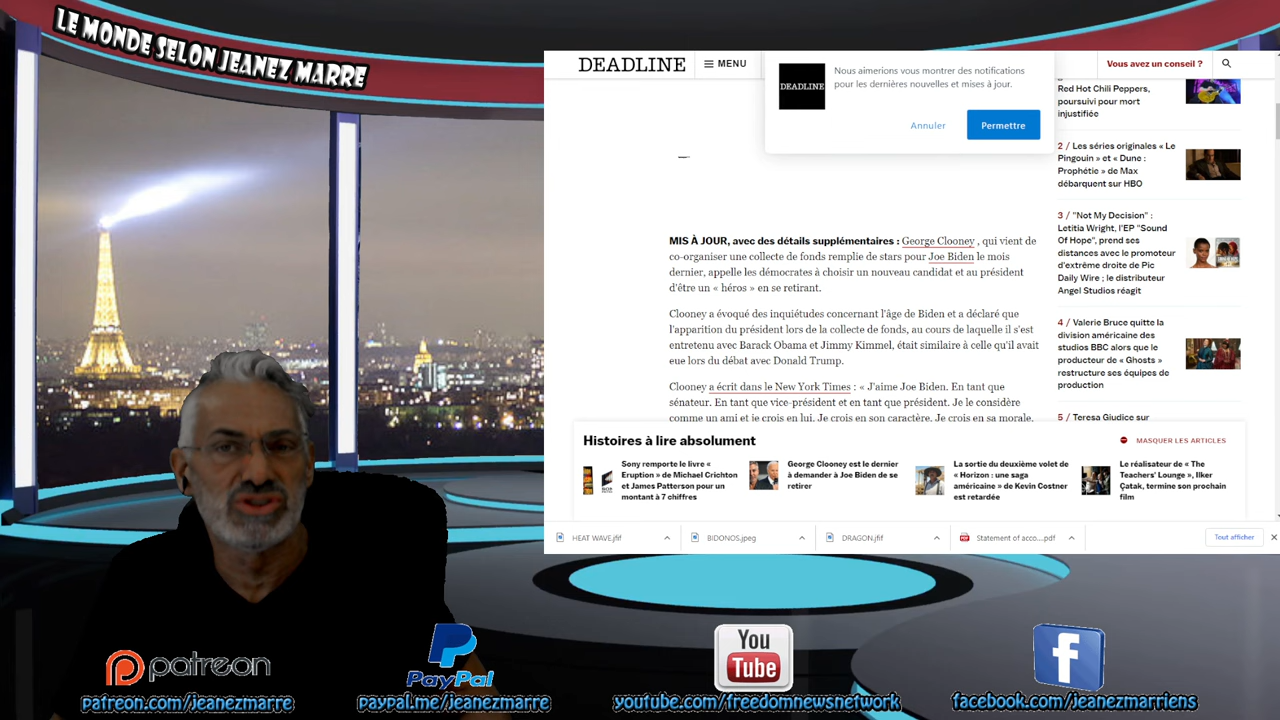 LE MONDE SELON JEANEZ MARRE
DEADLINE
MENU
DEADLINE
Nous aimerions vous montrer des notifications
pour les dernières nouvelles et mises à jour.
Annuler
Permettre
Vous avez un conseil ?
MIS À JOUR, avec des détails supplémentaires : George Clooney , qui vient de
co-organiser une collecte de fonds remplie de stars pour Joe Biden le mois
dernier, appelle les démocrates à choisir un nouveau candidat et au président
d'être un « héros » en se retirant.
Clooney a évoqué des inquiétudes concernant l'âge de Biden et a déclaré que
l'apparition du président lors de la collecte de fonds, au cours de laquelle il s'est
entretenu avec Barack Obama et Jimmy Kimmel, était similaire à celle qu'il avait
eue lors du débat avec Donald Trump.
Clooney a écrit dans le New York Times : « J'aime Joe Biden. En tant que
sénateur. En tant que vice-président et en tant que président. Je le considère
comme un ami et je crois en lui. Je crois en son caractère. Je crois en sa morale.
Red Hot Chili Peppers,
poursuivi pour mort
injustifiée
2 / Les séries originales « Le
Pingouin » et « Dune :
Prophétie » de Max
débarquent sur HBO
3 / "Not My Decision" :
Letitia Wright, l'EP "Sound
Of Hope", prend ses
distances avec le promoteur
d'extrême droite de Pic
Daily Wire ; le distributeur
Angel Studios réagit
4 / Valerie Bruce quitte la
division américaine des
studios BBC alors que le
producteur de « Ghosts »
restructure ses équipes de
production
5 / Teresa Giudice sur
Histoires à lire absolument
MASQUER LES ARTICLES
Sony remporte le livre «
Eruption » de Michael Crichton
et James Patterson pour un
montant à 7 chiffres
George Clooney est le dernier
à demander à Joe Biden de se
retirer
La sortie du deuxième volet de
« Horizon : une saga
américaine » de Kevin Costner
est retardée
Le réalisateur de « The
Teachers' Lounge », Ilker
Çatak, termine son prochain
film
HEAT WAVE.jfif
BIDONOS.jpeg
DRAGON.jfif
Statement of acco....pdf
Tout afficher
patreon
PayPal
You
Tube
patreon.com/jeanezmarre
paypal.me/jeanezmarre
youtube.com/freedomnewsnetwork
facebook.com/jeanezmarriens